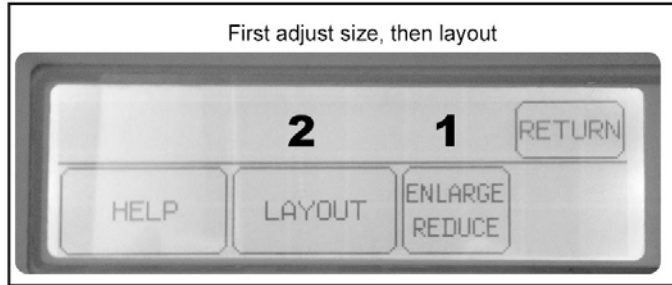 First adjust size, then layout
2 1 RETURN
HELP LAYOUT ENLARGE
REDUCE